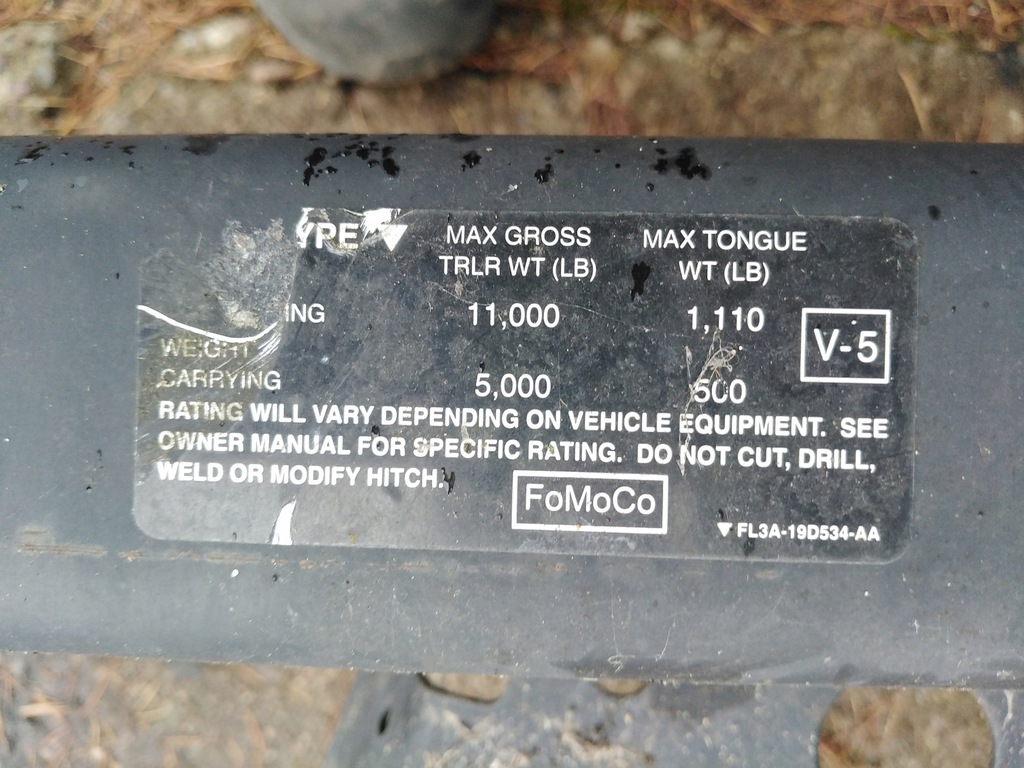 YPE ▼ MAX GROSS TRLR WT (LB) MAX TONGUE WT (LB)
ING 11,000 1,110
V-5
WEIGHT
CARRYING 5,000 500
RATING WILL VARY DEPENDING ON VEHICLE EQUIPMENT. SEE
OWNER MANUAL FOR SPECIFIC RATING. DO NOT CUT, DRILL,
WELD OR MODIFY HITCH.
FoMoCo
▼ FL3A-19D534-AA